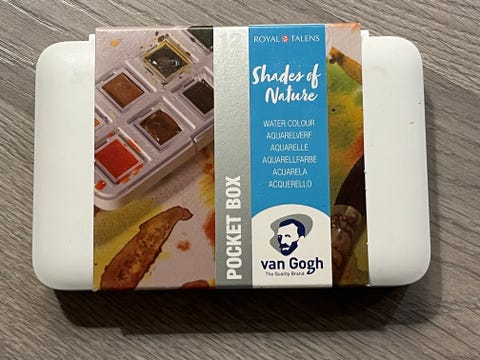 12
POCKET BOX
ROYAL TALENS
Shades of
Nature
WATER COLOUR
AQUARELVERF
AQUARELLE
AQUARELLFARBE
ACUARELA
ACQUERELLO
van Gogh
The Quality Brand